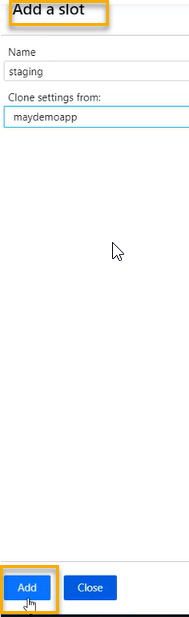 Add a slot
Name
staging
Clone settings from:
maydemoapp
Add
Close